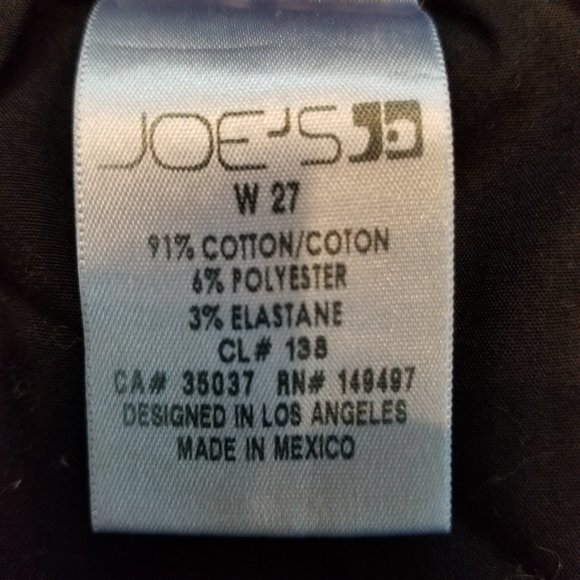 JOE'S
W 27
91% COTTON/COTON
6% POLYESTER
3% ELASTANE
CL# 138
CA# 35037 RN# 149497
DESIGNED IN LOS ANGELES
MADE IN MEXICO